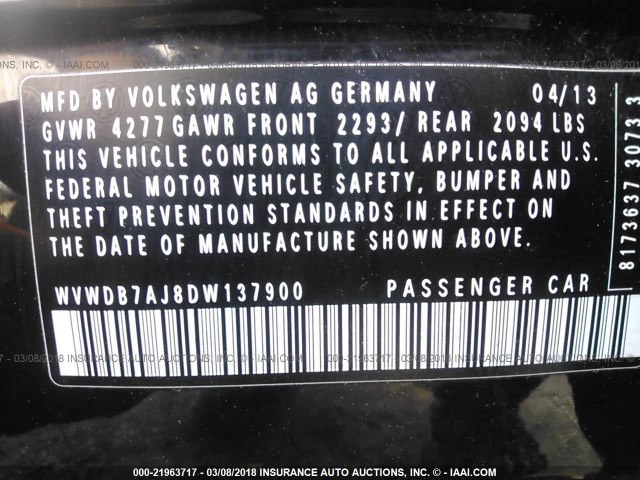 MFD BY VOLKSWAGEN AG GERMANY 04/13
GVWR 4277 GAWR FRONT 2293/ REAR 2094 LBS
THIS VEHICLE CONFORMS TO ALL APPLICABLE U.S.
FEDERAL MOTOR VEHICLE SAFETY, BUMPER AND
THEFT PREVENTION STANDARDS IN EFFECT ON
THE DATE OF MANUFACTURE SHOWN ABOVE.
WVWDB7AJ8DW137900 PASSENGER CAR
8173637 3073 3
000-21963717 - 03/08/2018 INSURANCE AUTO AUCTIONS, INC. - © IAAI.COM